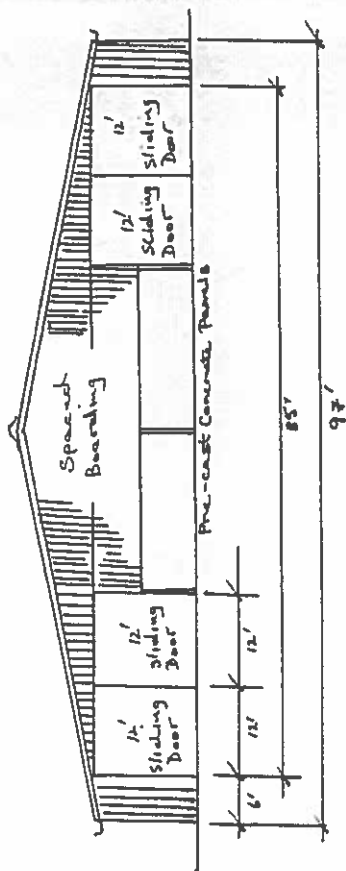 Spaced
Boarding
12'
Sliding
Door
12'
Sliding
Door
12'
Sliding
Door
12'
Sliding
Door
Pre-cast Concrete Panels
6'
12'
12'
85'
97'